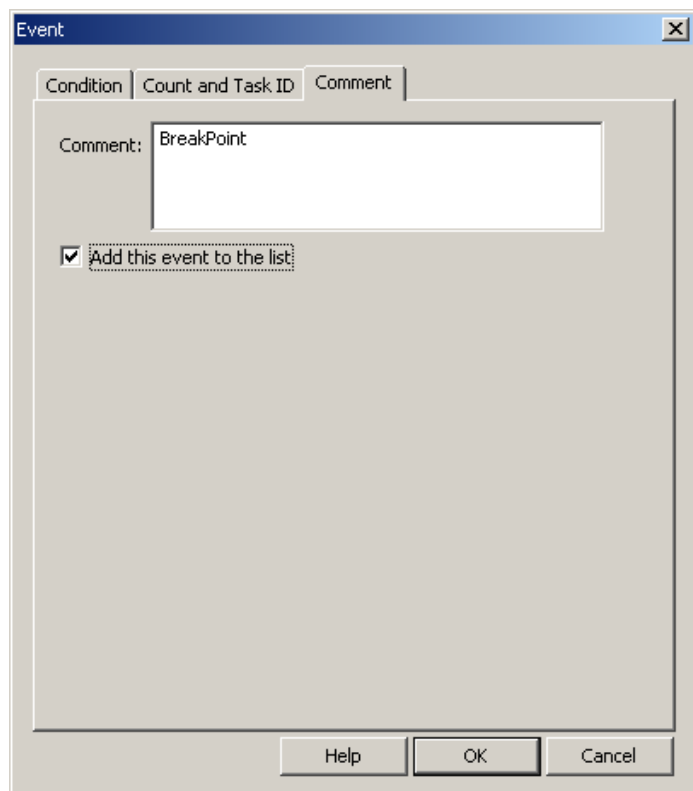 Event
Condition Count and Task ID Comment
Comment: BreakPoint
Add this event to the list
Help OK Cancel